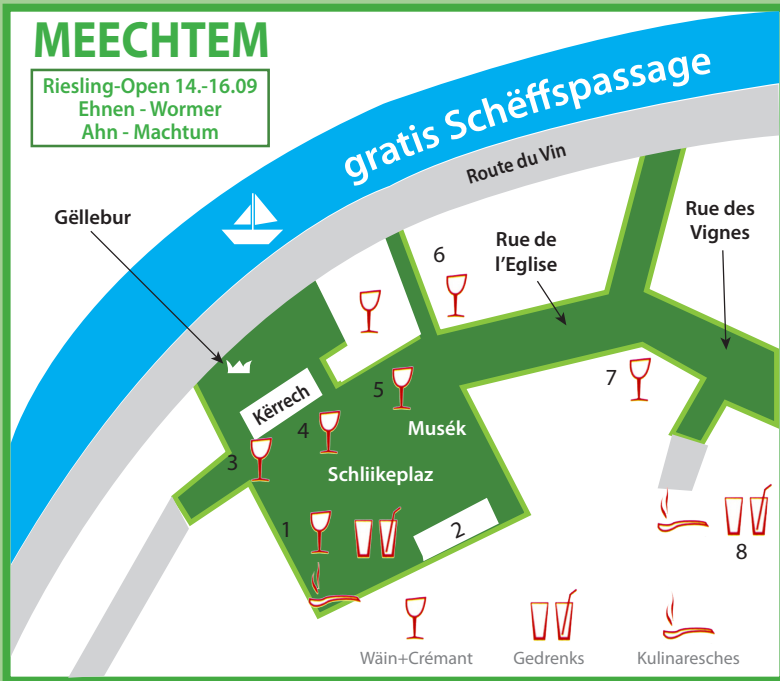 MEECHTEM
Riesling-Open 14.-16.09
Ehnen - Wormer
Ahn - Machtum
gratis Schëffspassage
Route du Vin
Gëllebur
Rue des
Vignes
Rue de
l'Eglise
6
7
5
Kërrech
4
Musék
3
Schliikeplaz
1
2
8
Wäin+Crémant
Gedrenks
Kulinaresches